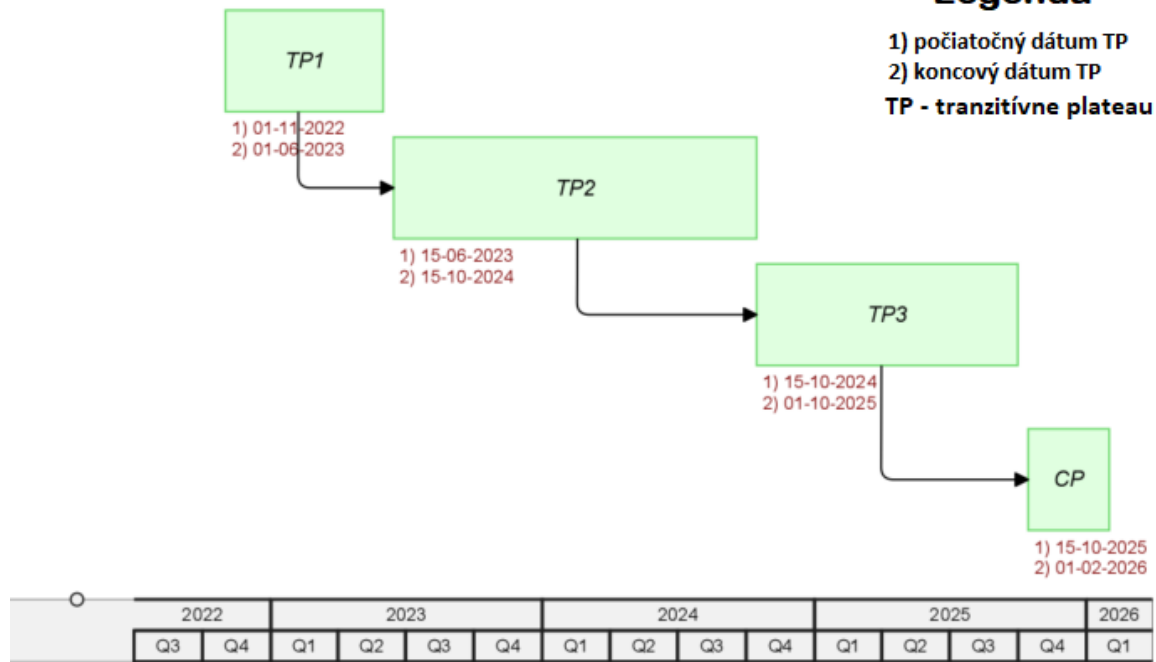 Legenda
1) počiatočný dátum TP
2) koncový dátum TP
TP - tranzitívne plateau
TP1
1) 01-11-2022
2) 01-06-2023
TP2
1) 15-06-2023
2) 15-10-2024
TP3
1) 15-10-2024
2) 01-10-2025
CP
1) 15-10-2025
2) 01-02-2026
2022 2023 2024 2025 2026
Q3 Q4 Q1 Q2 Q3 Q4 Q1 Q2 Q3 Q4 Q1 Q2 Q3 Q4 Q1